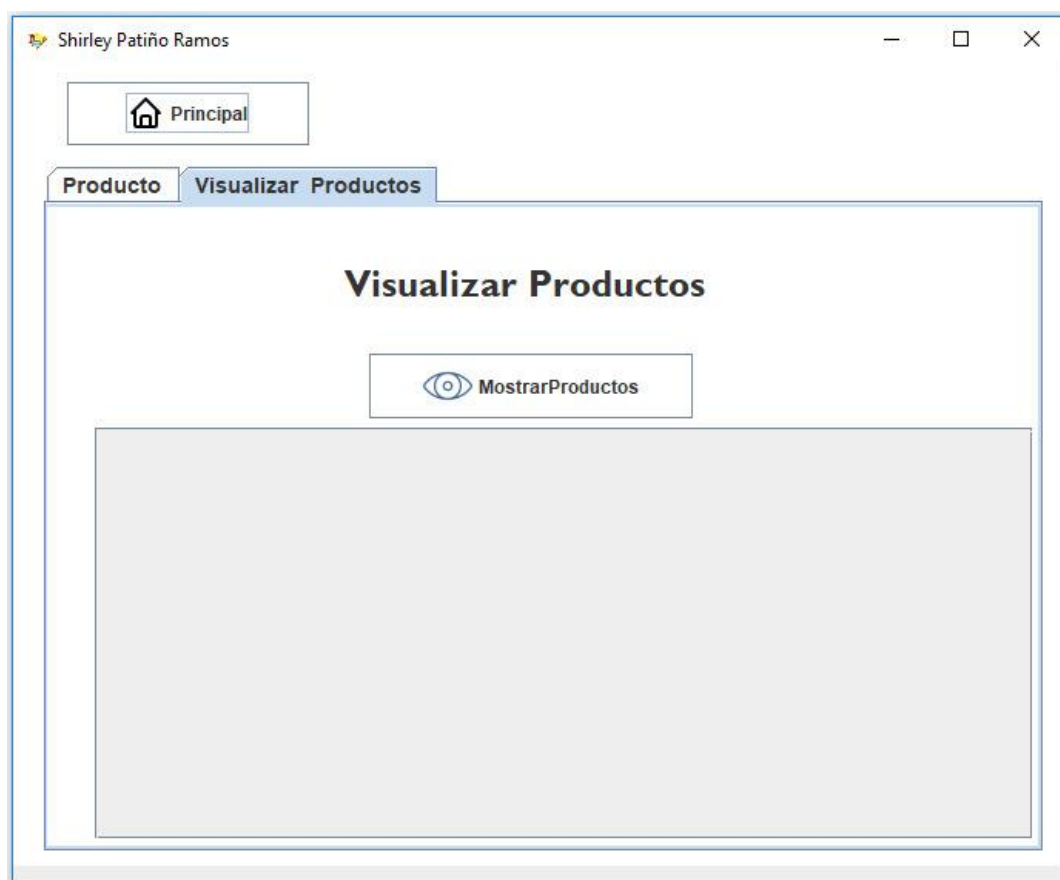 Shirley Patiño Ramos
Principal
Producto Visualizar Productos
Visualizar Productos
MostrarProductos